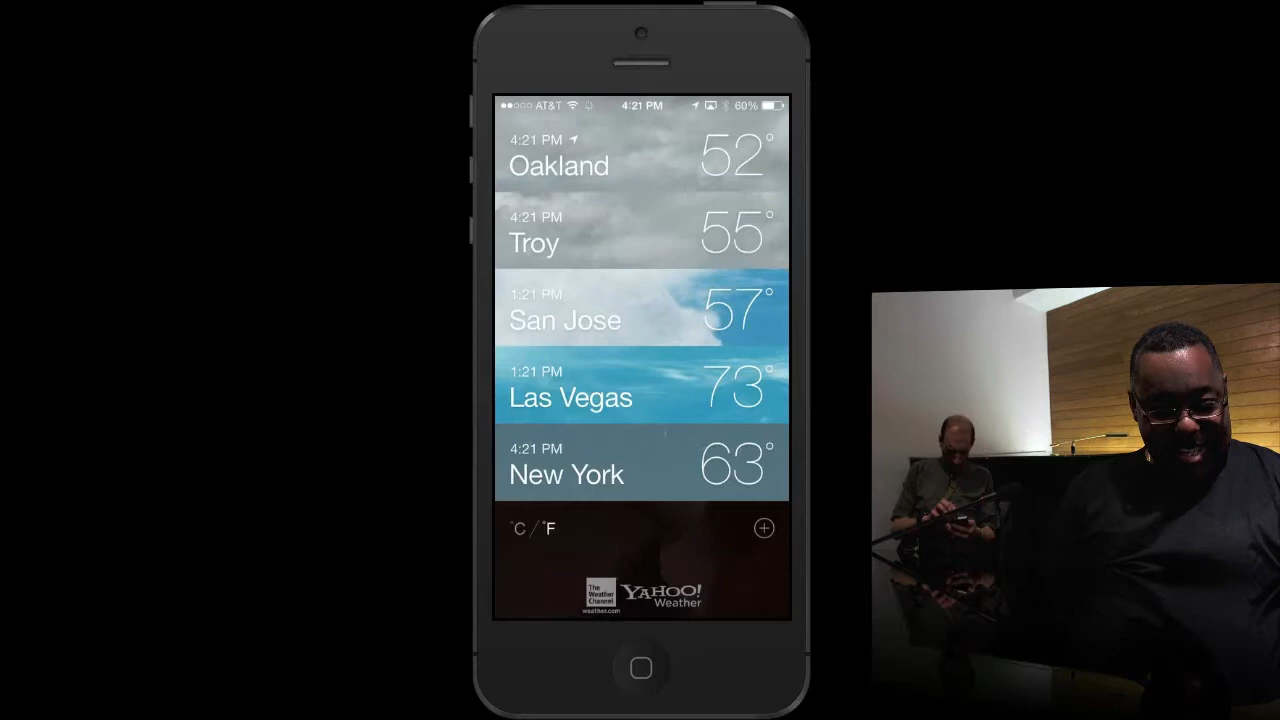 AT&T 4:21 PM 60%
4:21 PM
Oakland 52°
4:21 PM
Troy 55°
1:21 PM
San Jose 57°
1:21 PM
Las Vegas 73°
4:21 PM
New York 63°
°C / °F
The
Weather
Channel
weather.com
YAHOO!
Weather